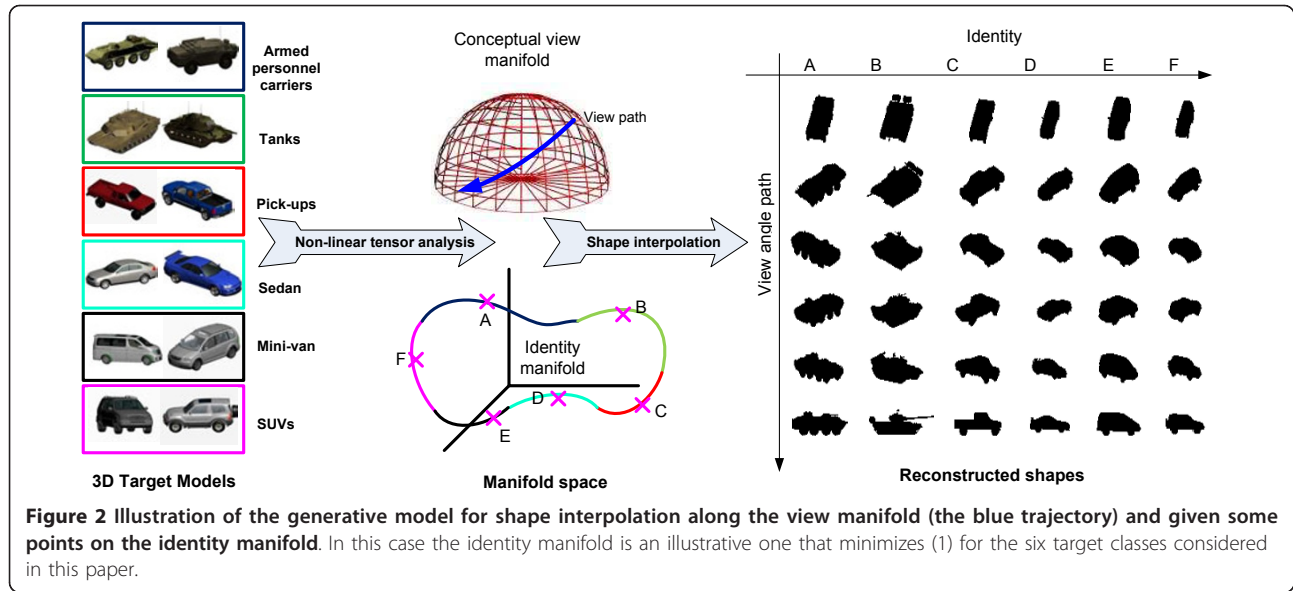 Armed
personnel
carriers
Tanks
Pick-ups
Sedan
Mini-van
SUVs
3D Target Models
Non-linear tensor analysis
Conceptual view
manifold
View path
Shape interpolation
A
B
C
D
E
F
Identity
manifold
Manifold space
Identity
A B C D E F
View angle path
Reconstructed shapes
Figure 2 Illustration of the generative model for shape interpolation along the view manifold (the blue trajectory) and given some
points on the identity manifold. In this case the identity manifold is an illustrative one that minimizes (1) for the six target classes considered
in this paper.